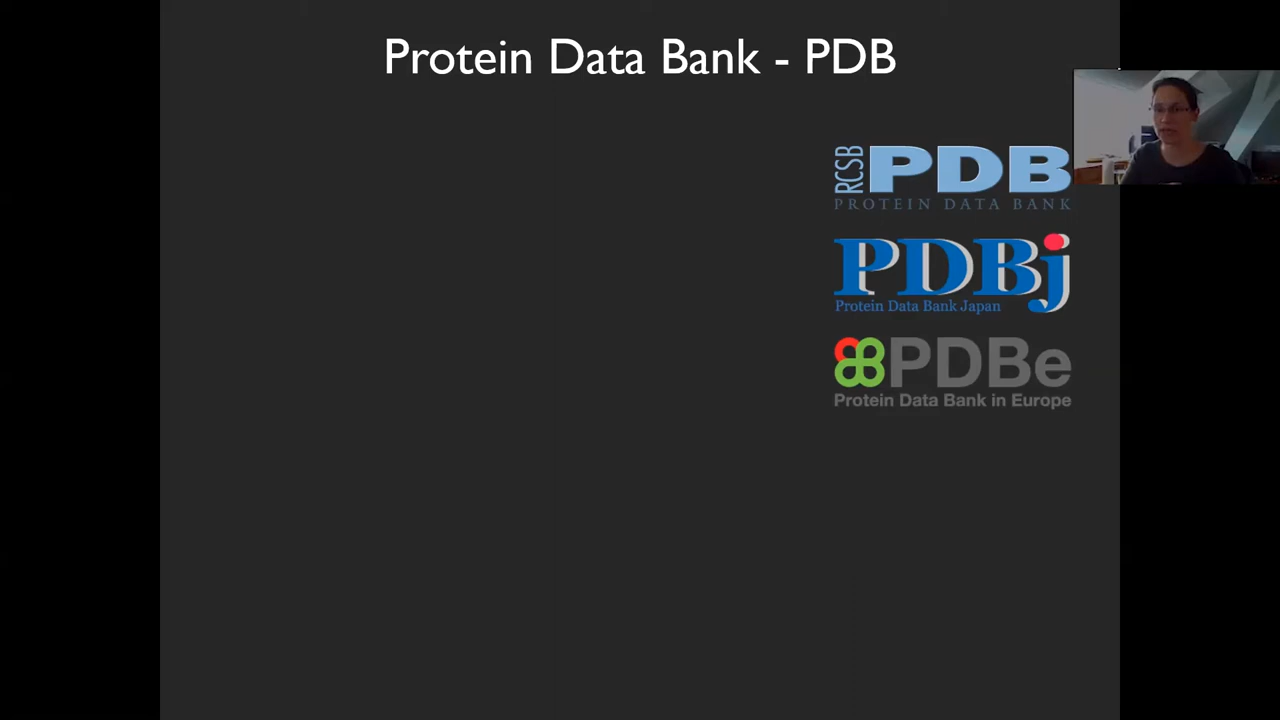 Protein Data Bank - PDB
RCSB PDB
PROTEIN DATA BANK
PDBj
Protein Data Bank Japan
PDBe
Protein Data Bank in Europe